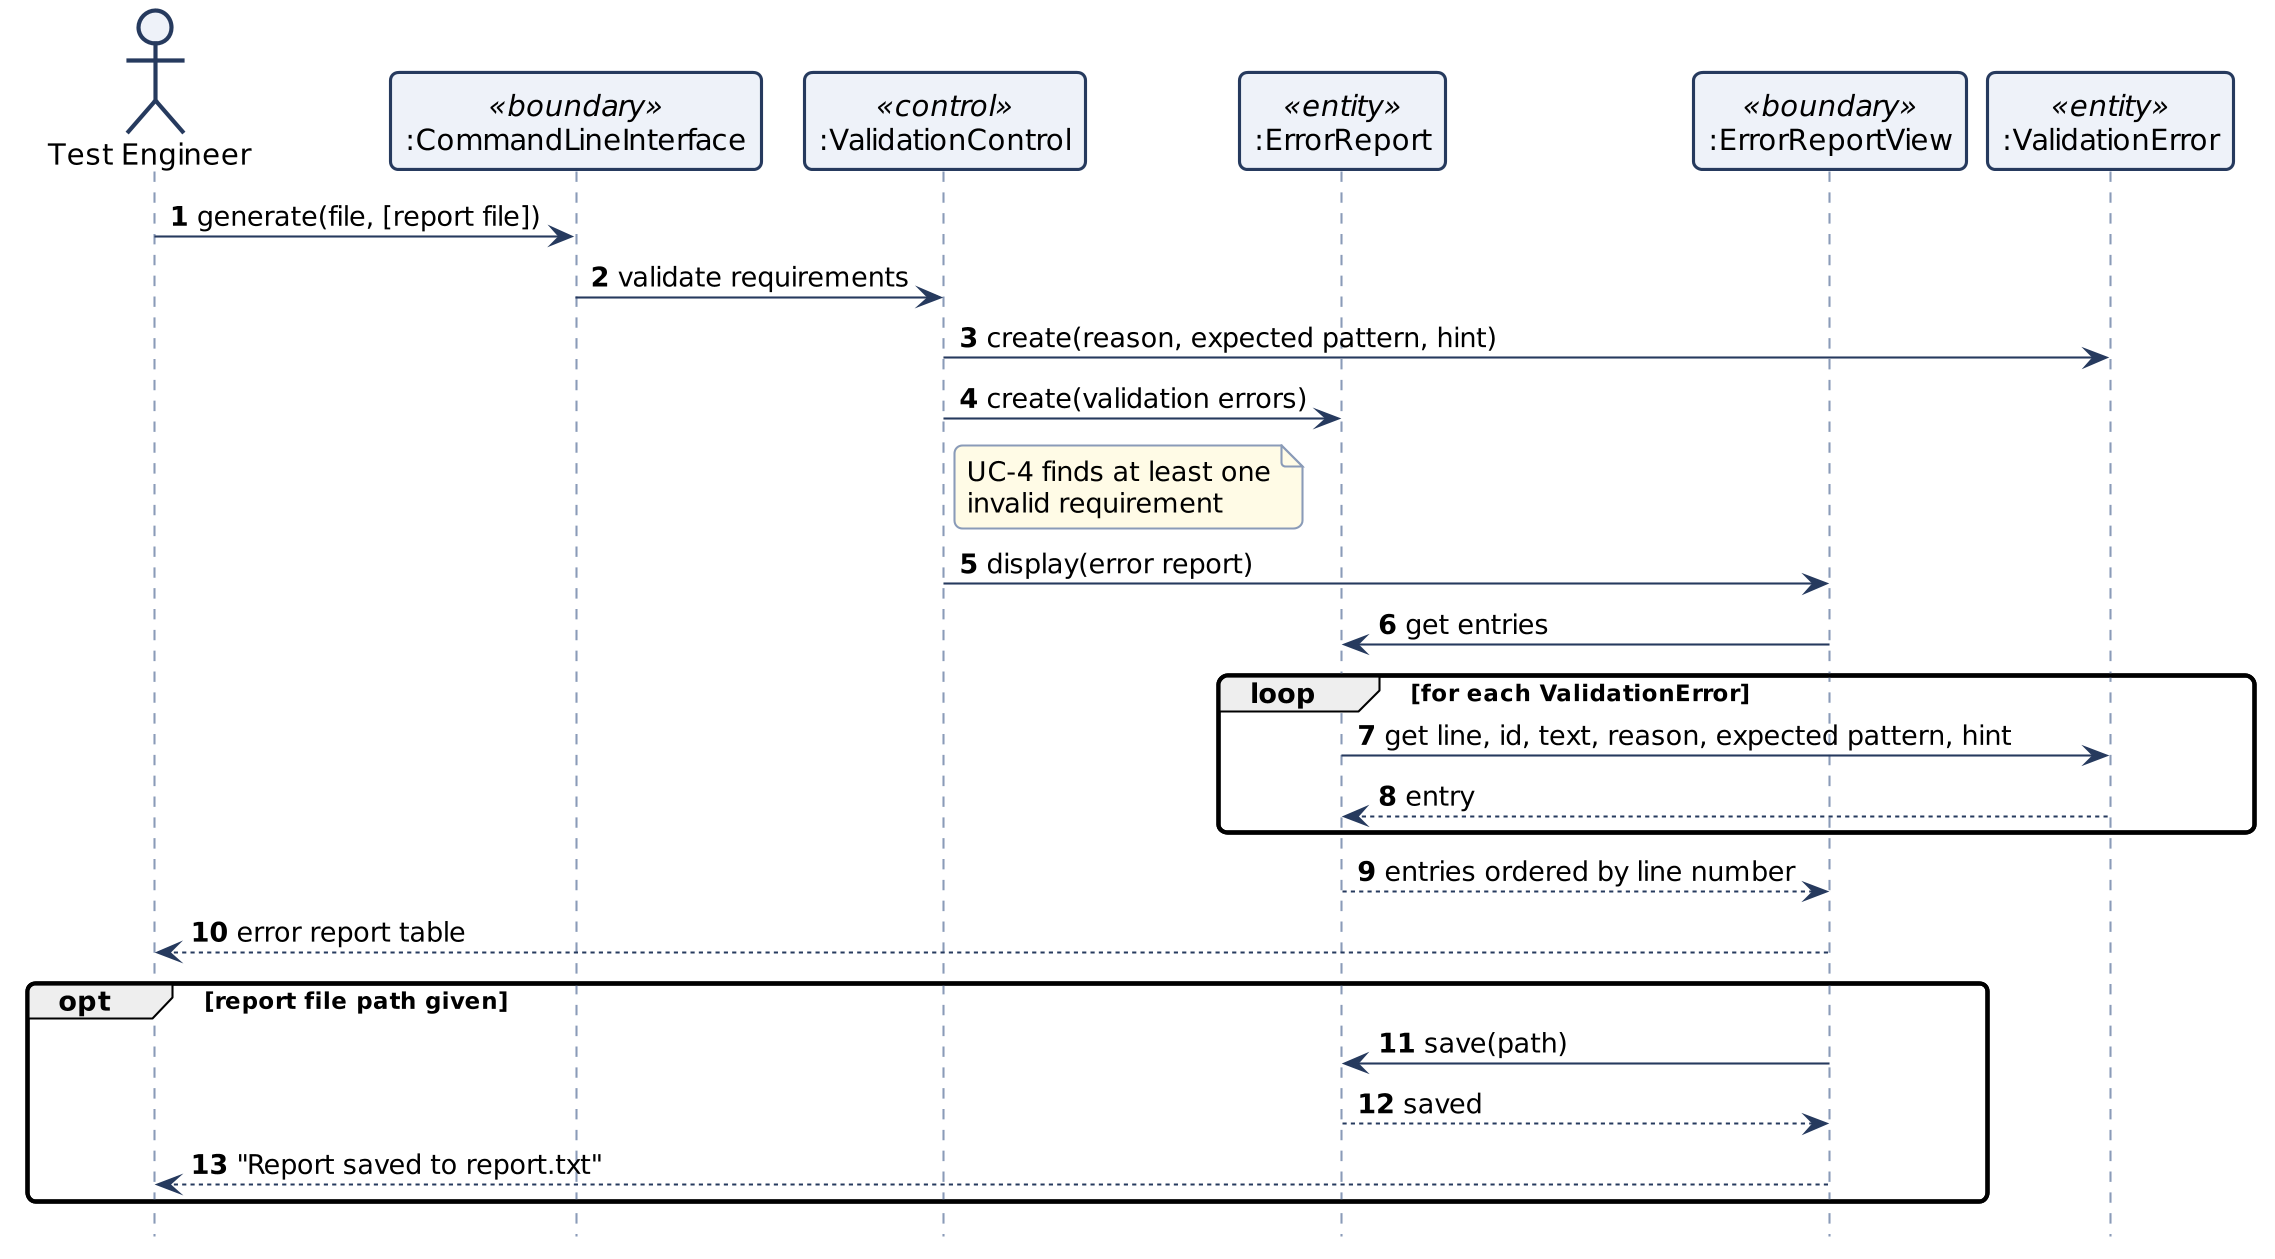 Test Engineer
«boundary»
:CommandLineInterface
«control»
:ValidationControl
«entity»
:ErrorReport
«boundary»
:ErrorReportView
«entity»
:ValidationError
1 generate(file, [report file])
2 validate requirements
3 create(reason, expected pattern, hint)
4 create(validation errors)
UC-4 finds at least one
invalid requirement
5 display(error report)
6 get entries
loop [for each ValidationError]
7 get line, id, text, reason, expected pattern, hint
8 entry
9 entries ordered by line number
10 error report table
opt [report file path given]
11 save(path)
12 saved
13 "Report saved to report.txt"